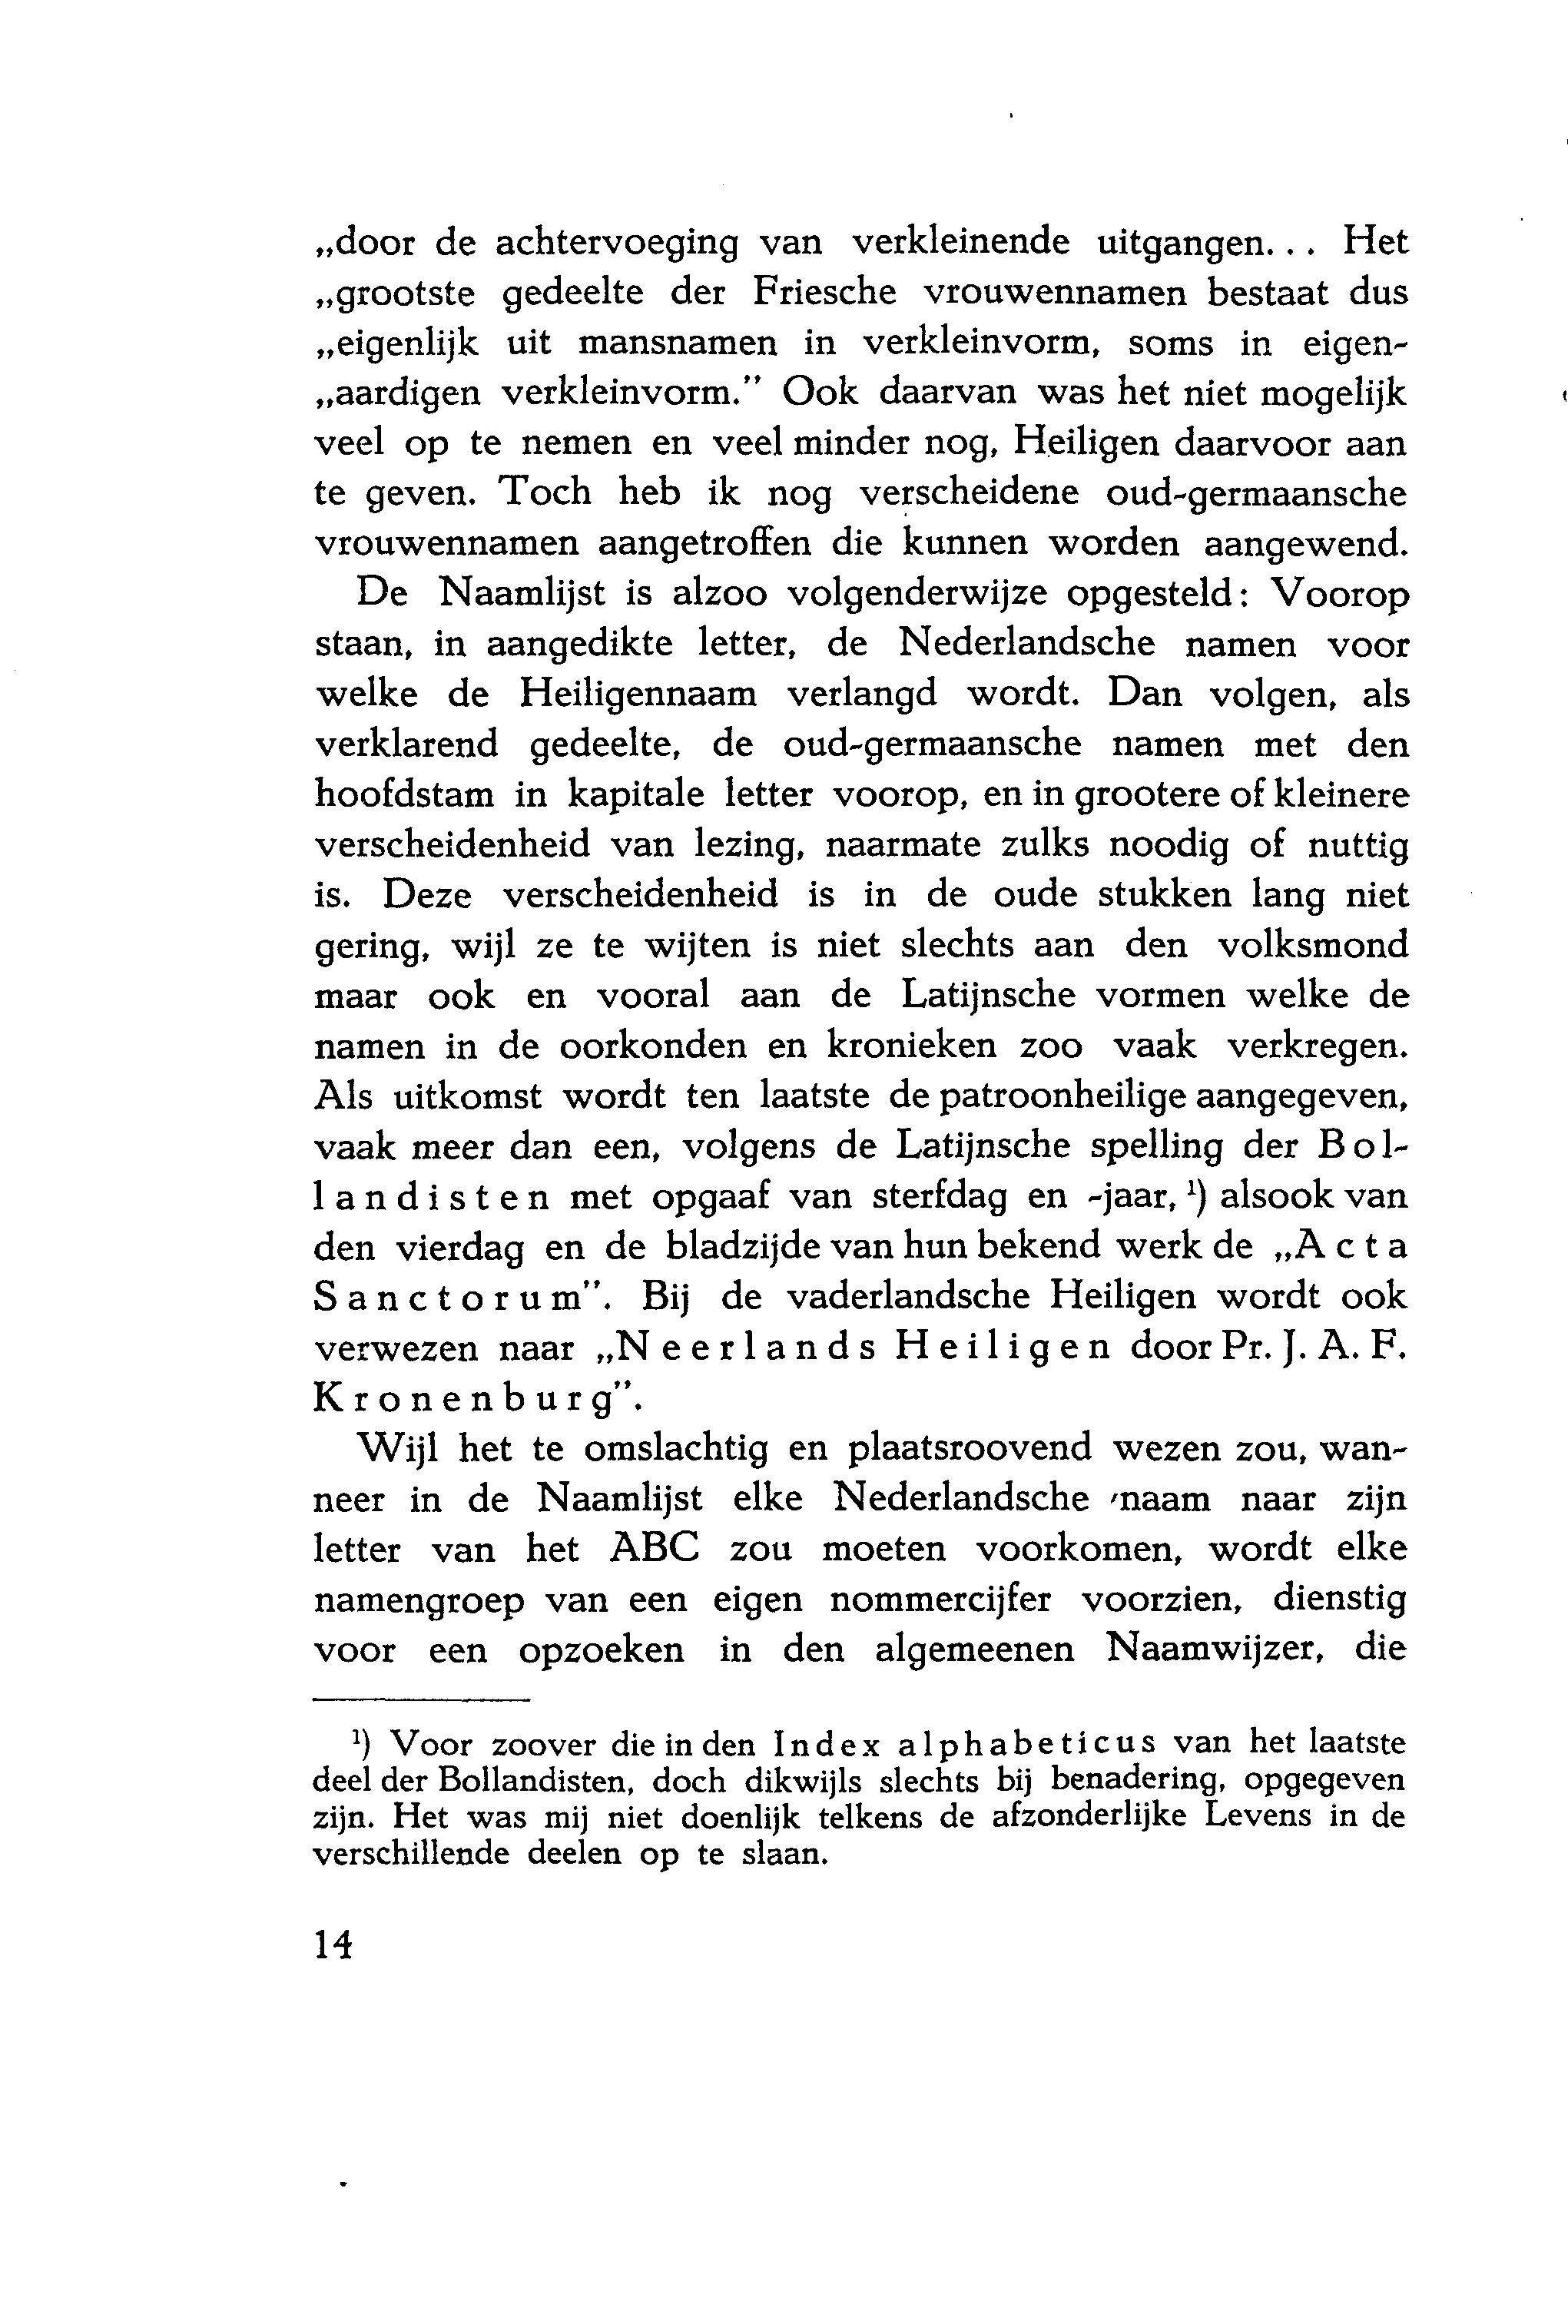 „door de achtervoeging van verkleinende uitgangen... Het
„grootste gedeelte der Friesche vrouwennamen bestaat dus
„eigenlijk uit mansnamen in verkleinvorm, soms in eigen-
„aardigen verkleinvorm.” Ook daarvan was het niet mogelijk
veel op te nemen en veel minder nog, Heiligen daarvoor aan
te geven. Toch heb ik nog verscheidene oud-germaansche
vrouwennamen aangetroffen die kunnen worden aangewend.
De Naamlijst is alzoo volgenderwijze opgesteld: Voorop
staan, in aangedikte letter, de Nederlandsche namen voor
welke de Heiligennaam verlangd wordt. Dan volgen, als
verklarend gedeelte, de oud-germaansche namen met den
hoofdstam in kapitale letter voorop, en in grootere of kleinere
verscheidenheid van lezing, naarmate zulks noodig of nuttig
is. Deze verscheidenheid is in de oude stukken lang niet
gering, wijl ze te wijten is niet slechts aan den volksmond
maar ook en vooral aan de Latijnsche vormen welke de
namen in de oorkonden en kronieken zoo vaak verkregen.
Als uitkomst wordt ten laatste de patroonheilige aangegeven,
vaak meer dan een, volgens de Latijnsche spelling der Bol-
landisten met opgaaf van sterfdag en -jaar, ¹) alsook van
den vierdag en de bladzijde van hun bekend werk de „Acta
Sanctorum”. Bij de vaderlandsche Heiligen wordt ook
verwezen naar „Neerlands Heiligen door Pr. J. A. F.
Kronenburg”.
Wijl het te omslachtig en plaatsroovend wezen zou, wan-
neer in de Naamlijst elke Nederlandsche naam naar zijn
letter van het ABC zou moeten voorkomen, wordt elke
namengroep van een eigen nommercijfer voorzien, dienstig
voor een opzoeken in den algemeenen Naamwijzer, die
¹) Voor zoover die in den Index alphabeticus van het laatste
deel der Bollandisten, doch dikwijls slechts bij benadering, opgegeven
zijn. Het was mij niet doenlijk telkens de afzonderlijke Levens in de
verschillende deelen op te slaan.
14